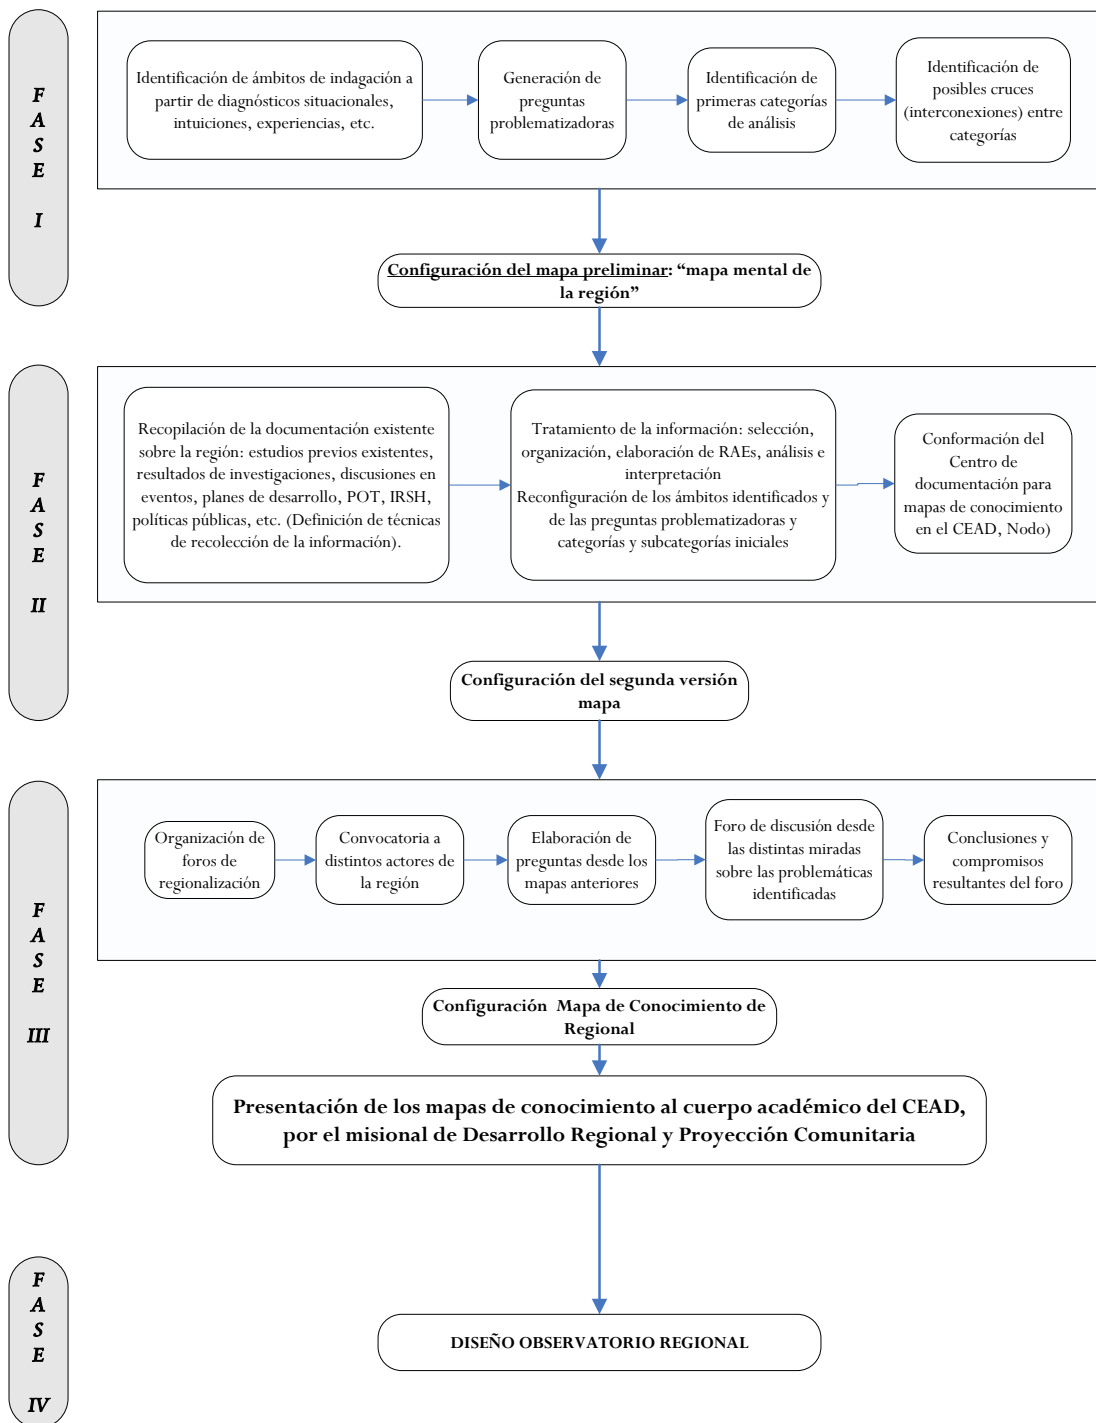 F
A
S
E
I
Identificación de ámbitos de indagación a
partir de diagnósticos situacionales,
intuiciones, experiencias, etc.
Generación de
preguntas
problematizadoras
Identificación de
primeras categorías
de análisis
Identificación de
posibles cruces
(interconexiones) entre
categorías
Configuración del mapa preliminar: “mapa mental de
la región”
F
A
S
E
II
Recopilación de la documentación existente
sobre la región: estudios previos existentes,
resultados de investigaciones, discusiones en
eventos, planes de desarrollo, POT, IRSH,
políticas públicas, etc. (Definición de técnicas
de recolección de la información).
Tratamiento de la información: selección,
organización, elaboración de RAEs, análisis e
interpretación
Reconfiguración de los ámbitos identificados y
de las preguntas problematizadoras y
categorías y subcategorías iniciales
Conformación del
Centro de
documentación para
mapas de conocimiento
en el CEAD, Nodo)
Configuración del segunda versión
mapa
F
A
S
E
III
Organización de
foros de
regionalización
Convocatoria a
distintos actores de
la región
Elaboración de
preguntas desde los
mapas anteriores
Foro de discusión desde
las distintas miradas
sobre las problemáticas
identificadas
Conclusiones y
compromisos
resultantes del foro
Configuración Mapa de Conocimiento de
Regional
Presentación de los mapas de conocimiento al cuerpo académico del CEAD,
por el misional de Desarrollo Regional y Proyección Comunitaria
F
A
S
E
IV
DISEÑO OBSERVATORIO REGIONAL